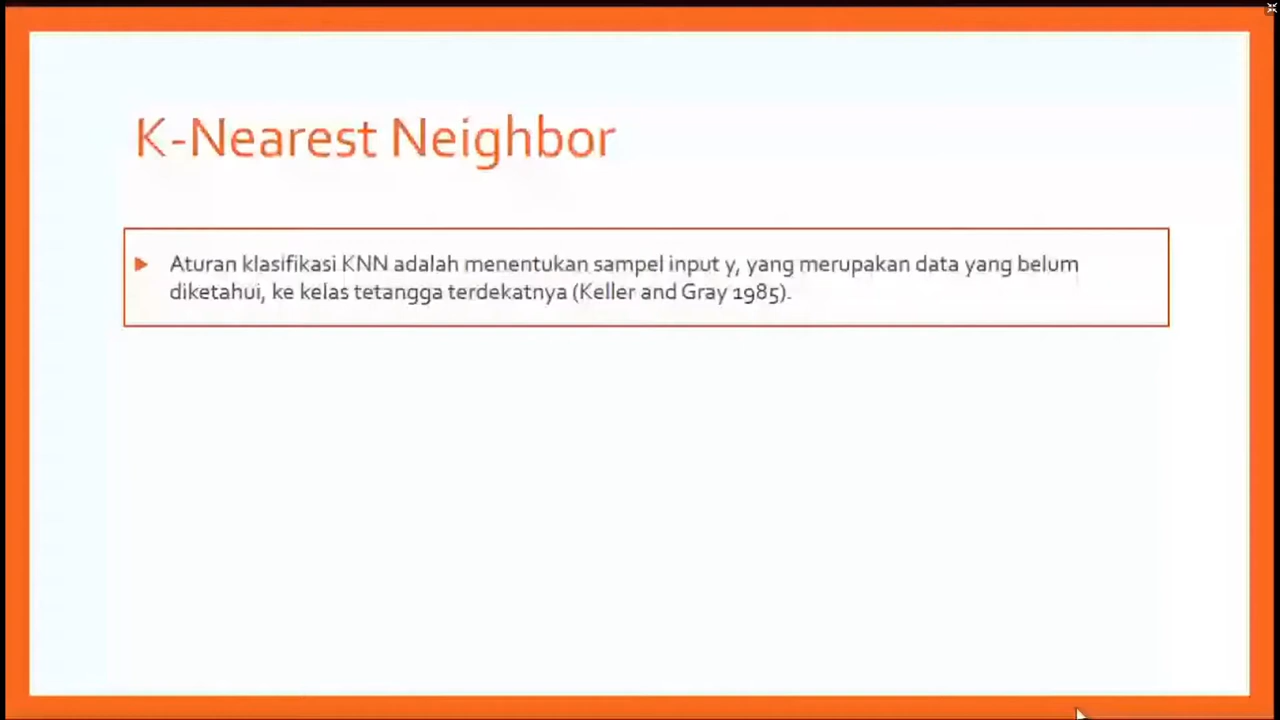 K-Nearest Neighbor
Aturan klasifikasi KNN adalah menentukan sampel input y, yang merupakan data yang belum
diketahui, ke kelas tetangga terdekatnya (Keller and Gray 1985).